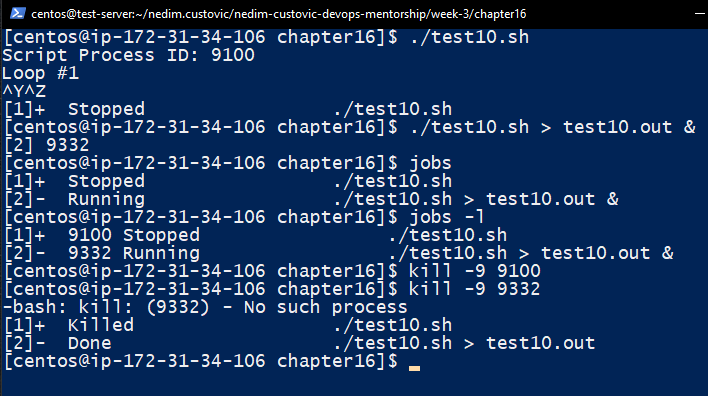 centos@test-server:~/nedim.custovic/nedim-custovic-devops-mentorship/week-3/chapter16
[centos@ip-172-31-34-106 chapter16]$ ./test10.sh
Script Process ID: 9100
Loop #1
^Y^Z
[1]+  Stopped                 ./test10.sh
[centos@ip-172-31-34-106 chapter16]$ ./test10.sh > test10.out &
[2] 9332
[centos@ip-172-31-34-106 chapter16]$ jobs
[1]+  Stopped                 ./test10.sh
[2]-  Running                 ./test10.sh > test10.out &
[centos@ip-172-31-34-106 chapter16]$ jobs -l
[1]+  9100 Stopped                 ./test10.sh
[2]-  9332 Running                 ./test10.sh > test10.out &
[centos@ip-172-31-34-106 chapter16]$ kill -9 9100
[centos@ip-172-31-34-106 chapter16]$ kill -9 9332
-bash: kill: (9332) - No such process
[1]+  Killed                  ./test10.sh
[2]-  Done                    ./test10.sh > test10.out
[centos@ip-172-31-34-106 chapter16]$